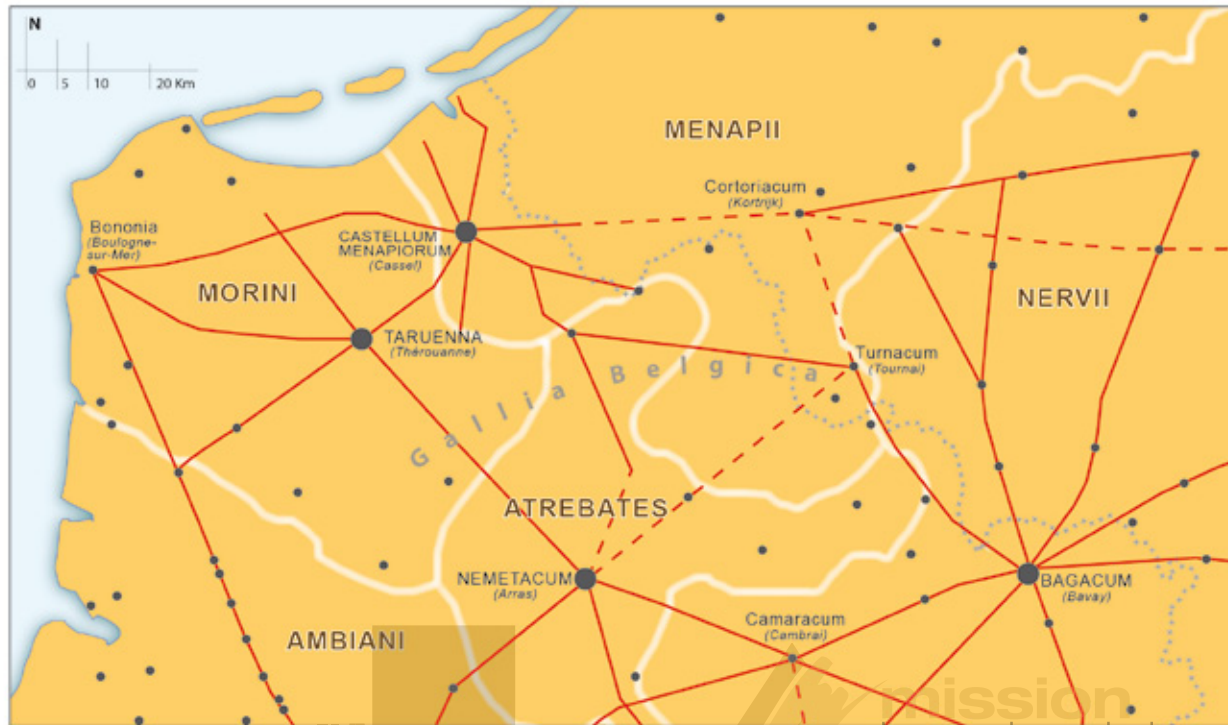 N
0 5 10 20 Km
MENAPII
Cortoriacum
(Kortrijk)
Bononia
(Boulogne-
sur-Mer)
CASTELLUM
MENAPIORUM
(Cassel)
MORINI
NERVII
TARUENNA
(Thérouanne)
Turnacum
(Tournai)
Gallia Belgica
ATREBATES
NEMETACUM
(Arras)
BAGACUM
(Bavay)
Camaracum
(Cambrai)
AMBIANI
mission